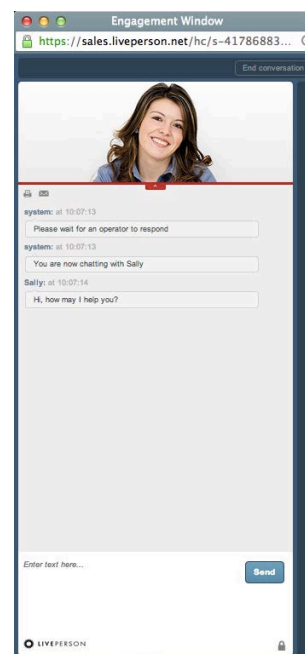 Engagement Window
https://sales.liveperson.net/hc/s-41786883...
End conversation
system: at 10:07:13
Please wait for an operator to respond
system: at 10:07:13
You are now chatting with Sally
Sally: at 10:07:14
Hi, how may I help you?
Enter text here...
Send
LIVEPERSON